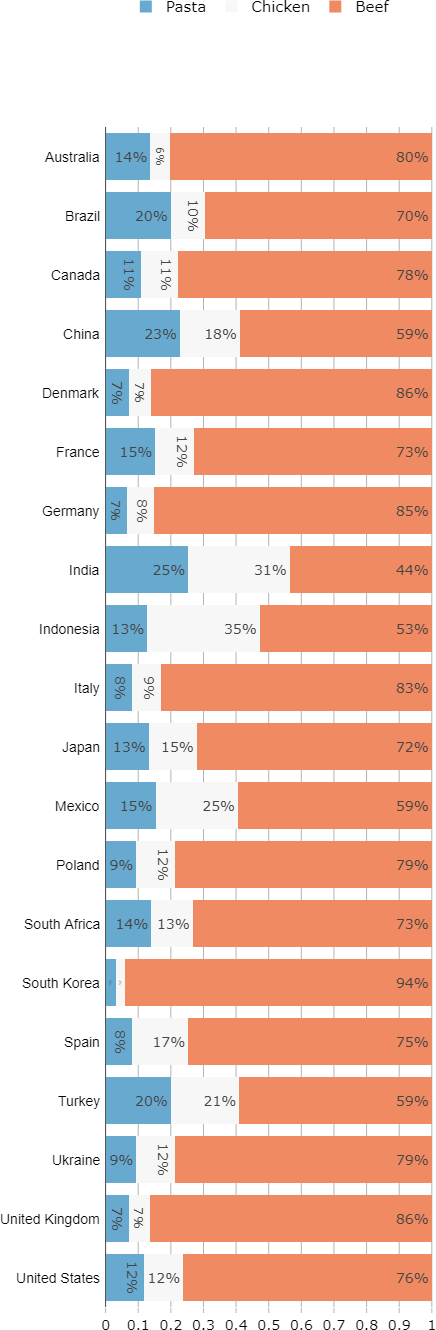 Pasta Chicken Beef
Australia 14% 6% 80%
Brazil 20% 10% 70%
Canada 11% 11% 78%
China 23% 18% 59%
Denmark 7% 7% 86%
France 15% 12% 73%
Germany 7% 8% 85%
India 25% 31% 44%
Indonesia 13% 35% 53%
Italy 8% 9% 83%
Japan 13% 15% 72%
Mexico 15% 25% 59%
Poland 9% 12% 79%
South Africa 14% 13% 73%
South Korea 94%
Spain 8% 17% 75%
Turkey 20% 21% 59%
Ukraine 9% 12% 79%
United Kingdom 7% 7% 86%
United States 12% 12% 76%
0 0.1 0.2 0.3 0.4 0.5 0.6 0.7 0.8 0.9 1